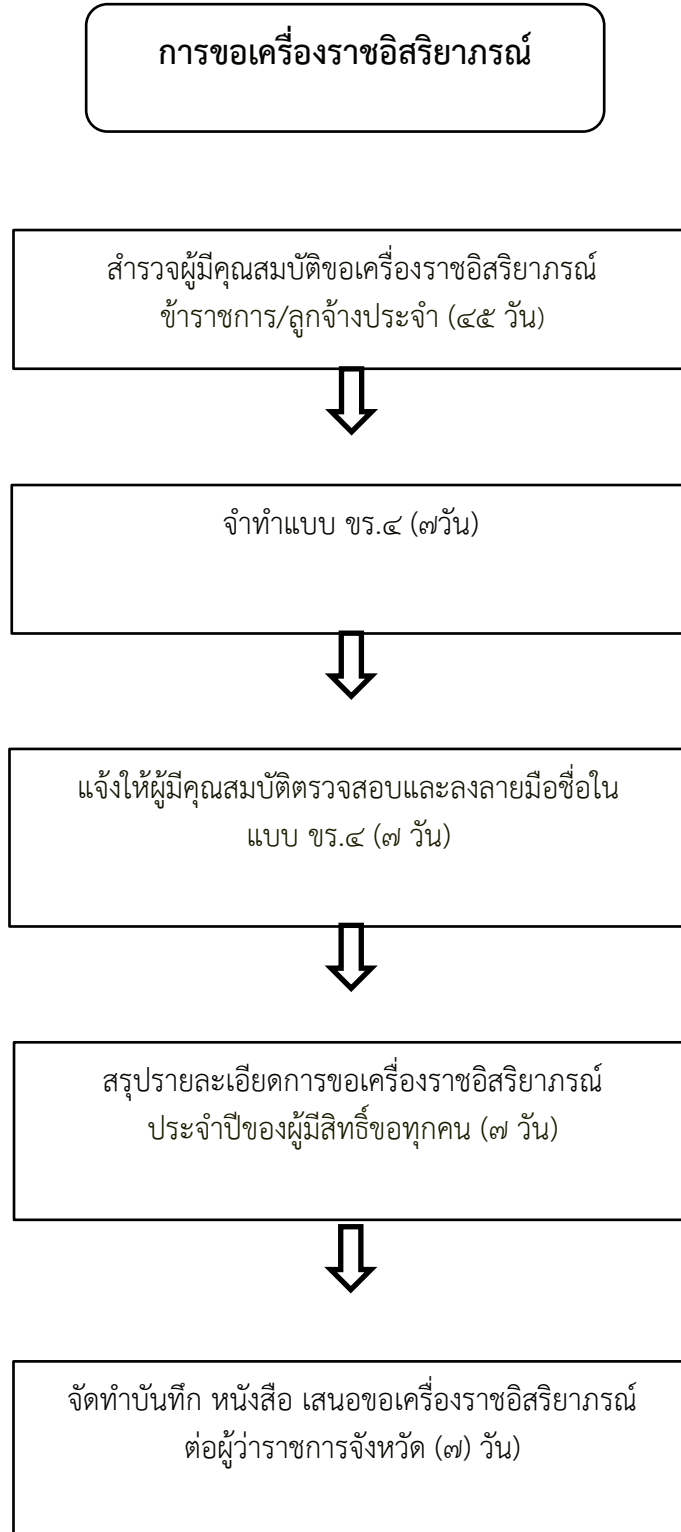 การขอเครื่องราชอิสริยาภรณ์
สำรวจผู้มีคุณสมบัติขอเครื่องราชอิสริยาภรณ์
ข้าราชการ/ลูกจ้างประจำ (๔๕ วัน)
จำทำแบบ ขร.๔ (๗วัน)
แจ้งให้ผู้มีคุณสมบัติตรวจสอบและลงลายมือชื่อใน
แบบ ขร.๔ (๗ วัน)
สรุปรายละเอียดการขอเครื่องราชอิสริยาภรณ์
ประจำปีของผู้มีสิทธิ์ขอทุกคน (๗ วัน)
จัดทำบันทึก หนังสือ เสนอขอเครื่องราชอิสริยาภรณ์
ต่อผู้ว่าราชการจังหวัด (๗) วัน)